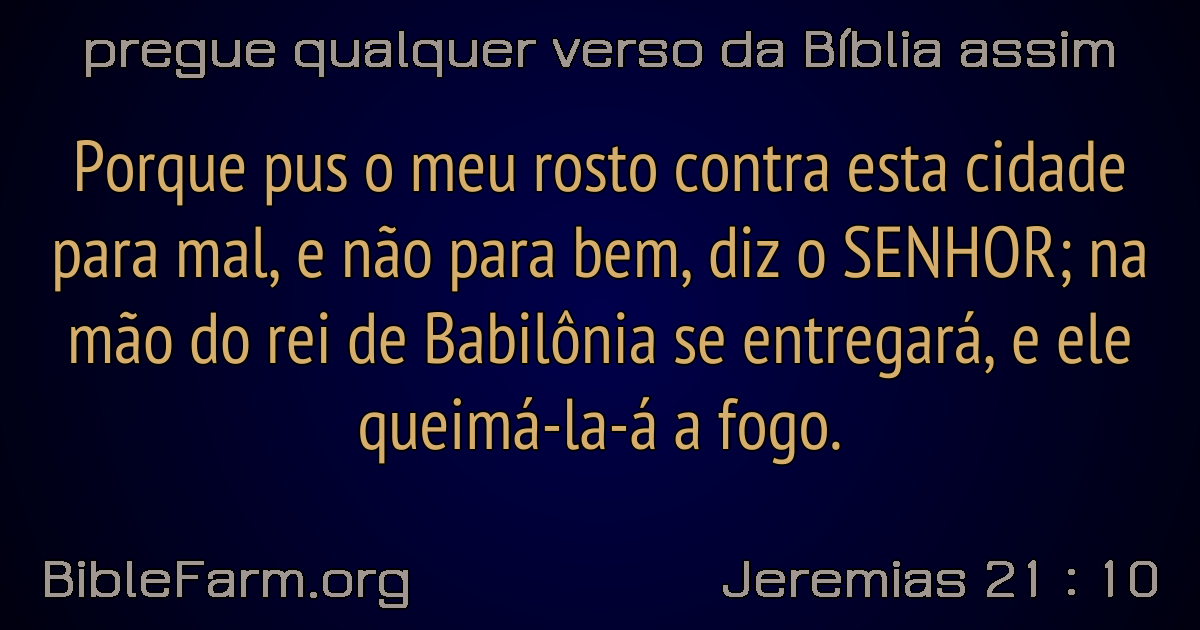 pregue qualquer verso da Bíblia assim
Porque pus o meu rosto contra esta cidade
para mal, e não para bem, diz o SENHOR; na
mão do rei de Babilônia se entregará, e ele
queimá-la-á a fogo.
BibleFarm.org
Jeremias 21 : 10